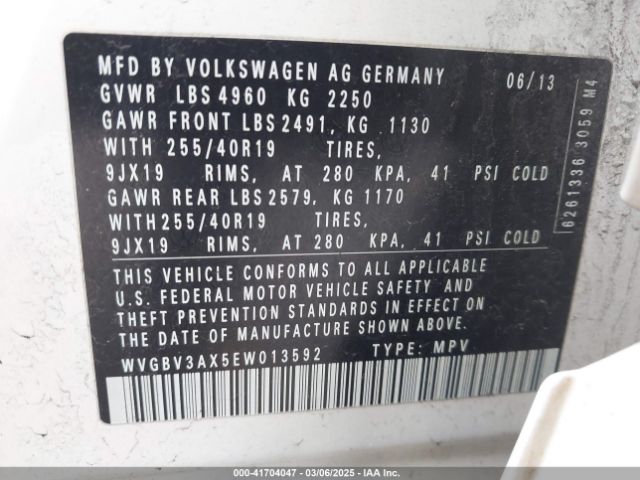 MFD BY VOLKSWAGEN AG GERMANY 06/13
GVWR LBS 4960 KG 2250
GAWR FRONT LBS 2491, KG 1130
WITH 255/40R19 TIRES,
9JX19 RIMS, AT 280 KPA, 41 PSI COLD
GAWR REAR LBS 2579, KG 1170
WITH 255/40R19 TIRES,
9JX19 RIMS, AT 280 KPA, 41 PSI COLD
THIS VEHICLE CONFORMS TO ALL APPLICABLE
U.S. FEDERAL MOTOR VEHICLE SAFETY AND
THEFT PREVENTION STANDARDS IN EFFECT ON
THE DATE OF MANUFACTURE SHOWN ABOVE.
WVGBV3AX5EW013592 TYPE: MPV
6261336 3059 M4
000-41704047 - 03/06/2025 - IAA Inc.